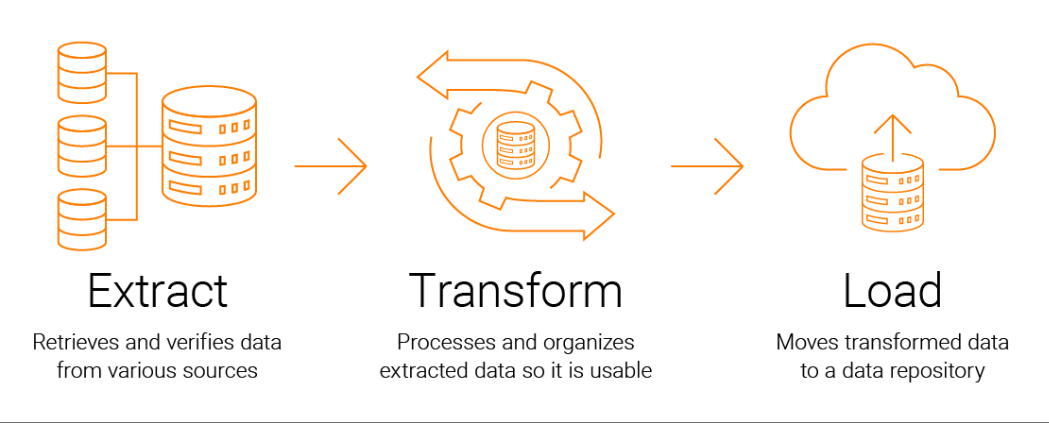 Extract
Retrieves and verifies data
from various sources
Transform
Processes and organizes
extracted data so it is usable
Load
Moves transformed data
to a data repository